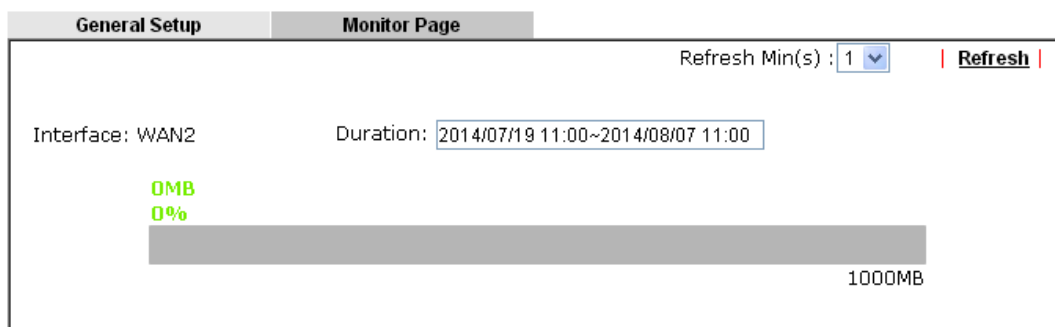 General Setup Monitor Page
Refresh Min(s) : 1 | Refresh |
Interface: WAN2 Duration: 2014/07/19 11:00~2014/08/07 11:00
0MB
0%
1000MB